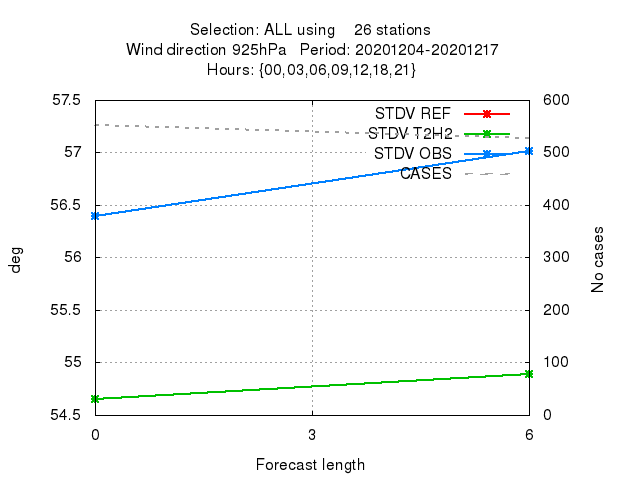 Selection: ALL using    26 stations
Wind direction 925hPa   Period: 20201204-20201217
Hours: {00,03,06,09,12,18,21}
57.5
57
56.5
56
55.5
55
54.5
deg
STDV REF
STDV T2H2
STDV OBS
CASES
600
500
400
300
200
100
0
No cases
0
3
6
Forecast length